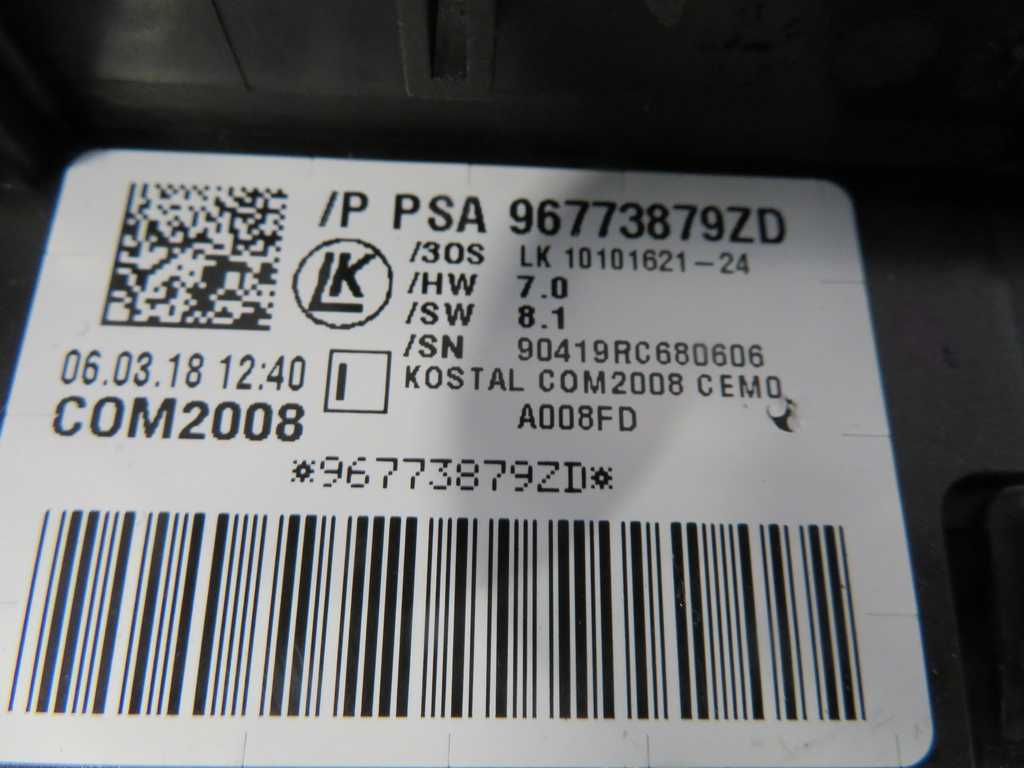 /P PSA 96773879ZD
/30S LK 10101621-24
LK
/HW 7.0
/SW 8.1
/SN 90419RC680606
06.03.18 12:40
I
KOSTAL COM2008 CEM0
COM2008
A008FD
*96773879ZD*